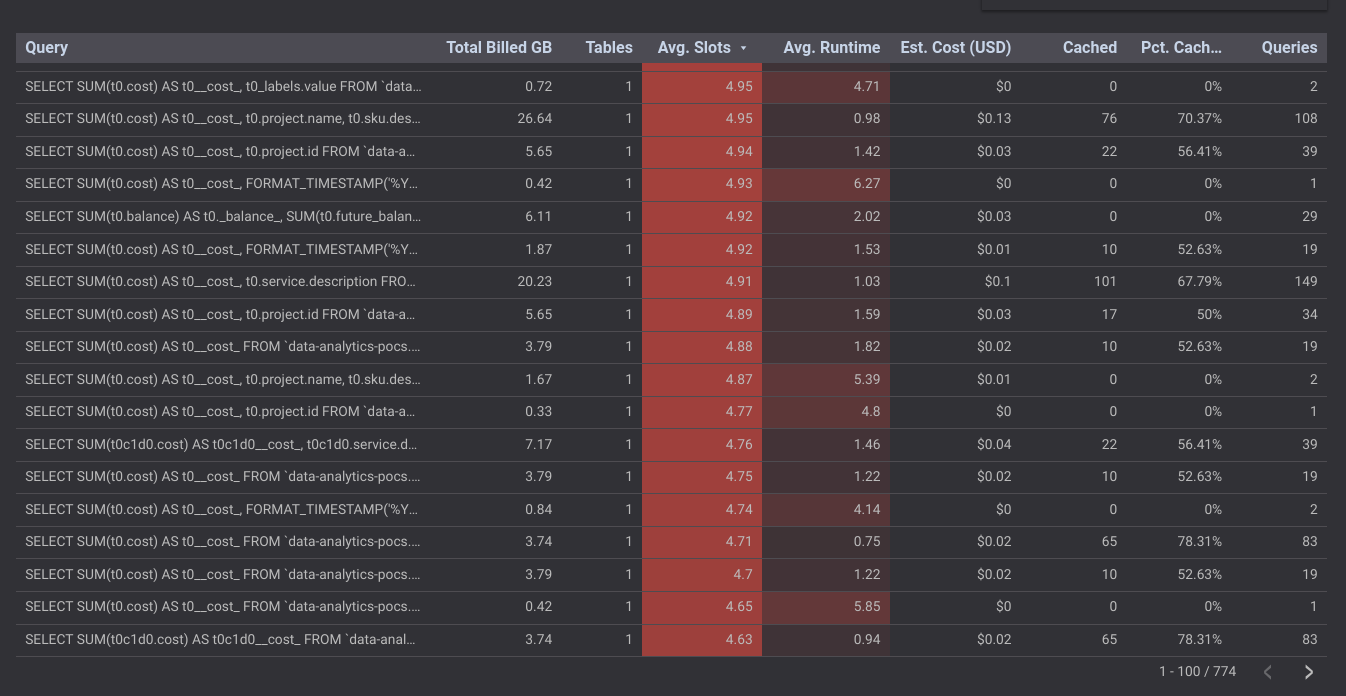 Query Total Billed GB Tables Avg. Slots Avg. Runtime Est. Cost (USD) Cached Pct. Cach... Queries
SELECT SUM(t0.cost) AS t0__cost_, t0_labels.value FROM `data... 0.72 1 4.95 4.71 $0 0 0% 2
SELECT SUM(t0.cost) AS t0__cost_, t0.project.name, t0.sku.des... 26.64 1 4.95 0.98 $0.13 76 70.37% 108
SELECT SUM(t0.cost) AS t0__cost_, t0.project.id FROM `data-a... 5.65 1 4.94 1.42 $0.03 22 56.41% 39
SELECT SUM(t0.cost) AS t0__cost_, FORMAT_TIMESTAMP('%Y... 0.42 1 4.93 6.27 $0 0 0% 1
SELECT SUM(t0.balance) AS t0._balance_, SUM(t0.future_balan... 6.11 1 4.92 2.02 $0.03 0 0% 29
SELECT SUM(t0.cost) AS t0__cost_, FORMAT_TIMESTAMP('%Y... 1.87 1 4.92 1.53 $0.01 10 52.63% 19
SELECT SUM(t0.cost) AS t0__cost_, t0.service.description FRO... 20.23 1 4.91 1.03 $0.1 101 67.79% 149
SELECT SUM(t0.cost) AS t0__cost_, t0.project.id FROM `data-a... 5.65 1 4.89 1.59 $0.03 17 50% 34
SELECT SUM(t0.cost) AS t0__cost_ FROM `data-analytics-pocs.... 3.79 1 4.88 1.82 $0.02 10 52.63% 19
SELECT SUM(t0.cost) AS t0__cost_, t0.project.name, t0.sku.des... 1.67 1 4.87 5.39 $0.01 0 0% 2
SELECT SUM(t0.cost) AS t0__cost_, t0.project.id FROM `data-a... 0.33 1 4.77 4.8 $0 0 0% 1
SELECT SUM(t0c1d0.cost) AS t0c1d0__cost_, t0c1d0.service.d... 7.17 1 4.76 1.46 $0.04 22 56.41% 39
SELECT SUM(t0.cost) AS t0__cost_ FROM `data-analytics-pocs.... 3.79 1 4.75 1.22 $0.02 10 52.63% 19
SELECT SUM(t0.cost) AS t0__cost_, FORMAT_TIMESTAMP('%Y... 0.84 1 4.74 4.14 $0 0 0% 2
SELECT SUM(t0.cost) AS t0__cost_ FROM `data-analytics-pocs.... 3.74 1 4.71 0.75 $0.02 65 78.31% 83
SELECT SUM(t0.cost) AS t0__cost_ FROM `data-analytics-pocs.... 3.79 1 4.7 1.22 $0.02 10 52.63% 19
SELECT SUM(t0.cost) AS t0__cost_ FROM `data-analytics-pocs.... 0.42 1 4.65 5.85 $0 0 0% 1
SELECT SUM(t0c1d0.cost) AS t0c1d0__cost_ FROM `data-anal... 3.74 1 4.63 0.94 $0.02 65 78.31% 83
1 - 100 / 774